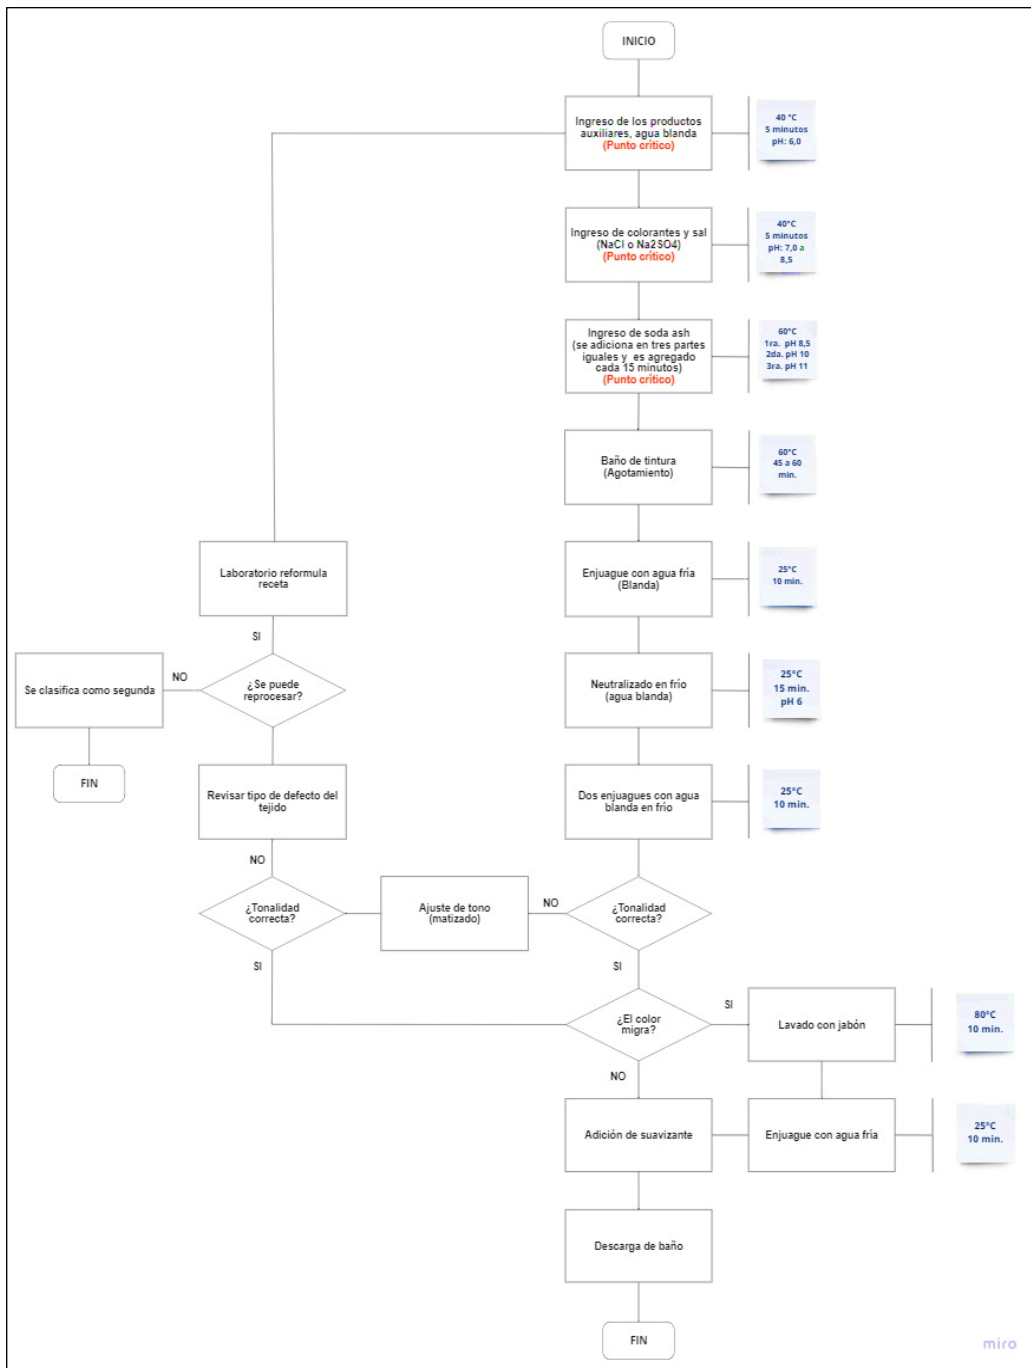 INICIO
Ingreso de los productos
auxiliares, agua blanda
(Punto crítico)
40 °C
5 minutos
pH: 6,0
Ingreso de colorantes y sal
(NaCl o Na2SO4)
(Punto crítico)
40°C
5 minutos
pH: 7,0 a
8,5
Ingreso de soda ash
(se adiciona en tres partes
iguales y es agregado
cada 15 minutos)
(Punto crítico)
60°C
1ra. pH 8,5
2da. pH 10
3ra. pH 11
Baño de tintura
(Agotamiento)
60°C
45 a 60
min.
Laboratorio reformula
receta
Enjuague con agua fría
(Blanda)
25°C
10 min.
SI
Se clasifica como segunda
NO
¿Se puede
reprocesar?
Neutralizado en frío
(agua blanda)
25°C
15 min.
pH 6
FIN
Revisar tipo de defecto del
tejido
Dos enjuagues con agua
blanda en frío
25°C
10 min.
NO
¿Tonalidad
correcta?
Ajuste de tono
(matizado)
NO
¿Tonalidad
correcta?
SI
SI
¿El color
migra?
SI
Lavado con jabón
80°C
10 min.
NO
Adición de suavizante
Enjuague con agua fría
25°C
10 min.
Descarga de baño
FIN
miro